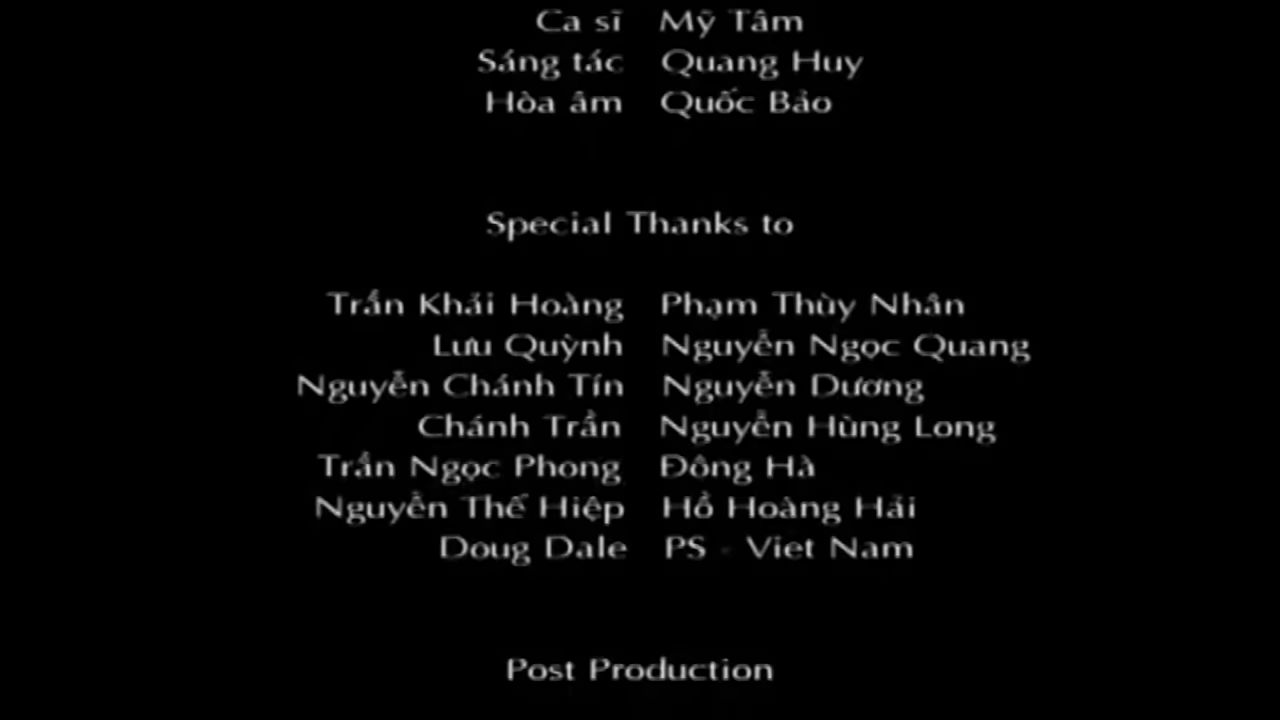 Ca sĩ Mỹ Tâm
Sáng tác Quang Huy
Hòa âm Quốc Bảo
Special Thanks to
Trần Khải Hoàng Phạm Thùy Nhân
Lưu Quỳnh Nguyễn Ngọc Quang
Nguyễn Chánh Tín Nguyễn Dương
Chánh Trần Nguyễn Hùng Long
Trần Ngọc Phong Đông Hà
Nguyễn Thế Hiệp Hồ Hoàng Hải
Doug Dale PS - Viet Nam
Post Production